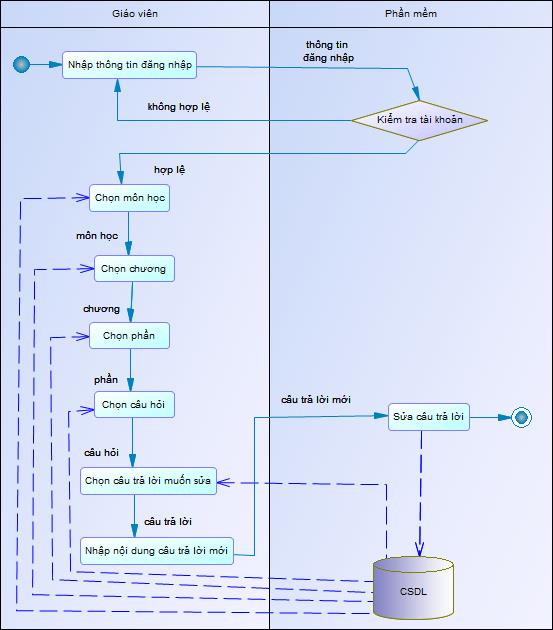 Giáo viên
Phần mềm
thông tin
đăng nhập
Nhập thông tin đăng nhập
không hợp lệ
Kiểm tra tài khoản
hợp lệ
Chọn môn học
môn học
Chọn chương
chương
Chọn phần
phần
câu trả lời mới
Chọn câu hỏi
Sửa câu trả lời
câu hỏi
Chọn câu trả lời muốn sửa
câu trả lời
Nhập nội dung câu trả lời mới
CSDL